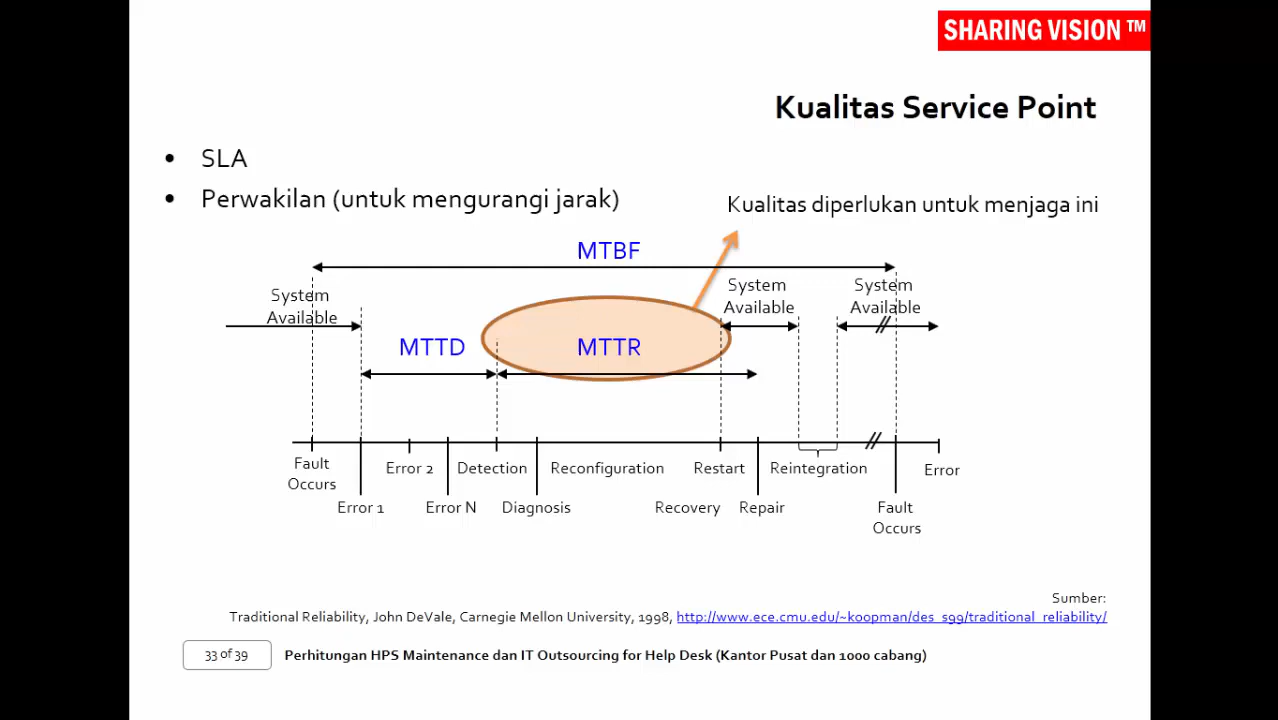 SHARING VISION ™
Kualitas Service Point
• SLA
• Perwakilan (untuk mengurangi jarak)
Kualitas diperlukan untuk menjaga ini
MTBF
System
Available
System
Available
System
Available
MTTD
MTTR
Fault
Occurs
Error 1
Error 2
Error N
Detection
Diagnosis
Reconfiguration
Recovery
Restart
Repair
Reintegration
Fault
Occurs
Error
Sumber:
Traditional Reliability, John DeVale, Carnegie Mellon University, 1998, http://www.ece.cmu.edu/~koopman/des_s99/traditional_reliability/
33 of 39
Perhitungan HPS Maintenance dan IT Outsourcing for Help Desk (Kantor Pusat dan 1000 cabang)